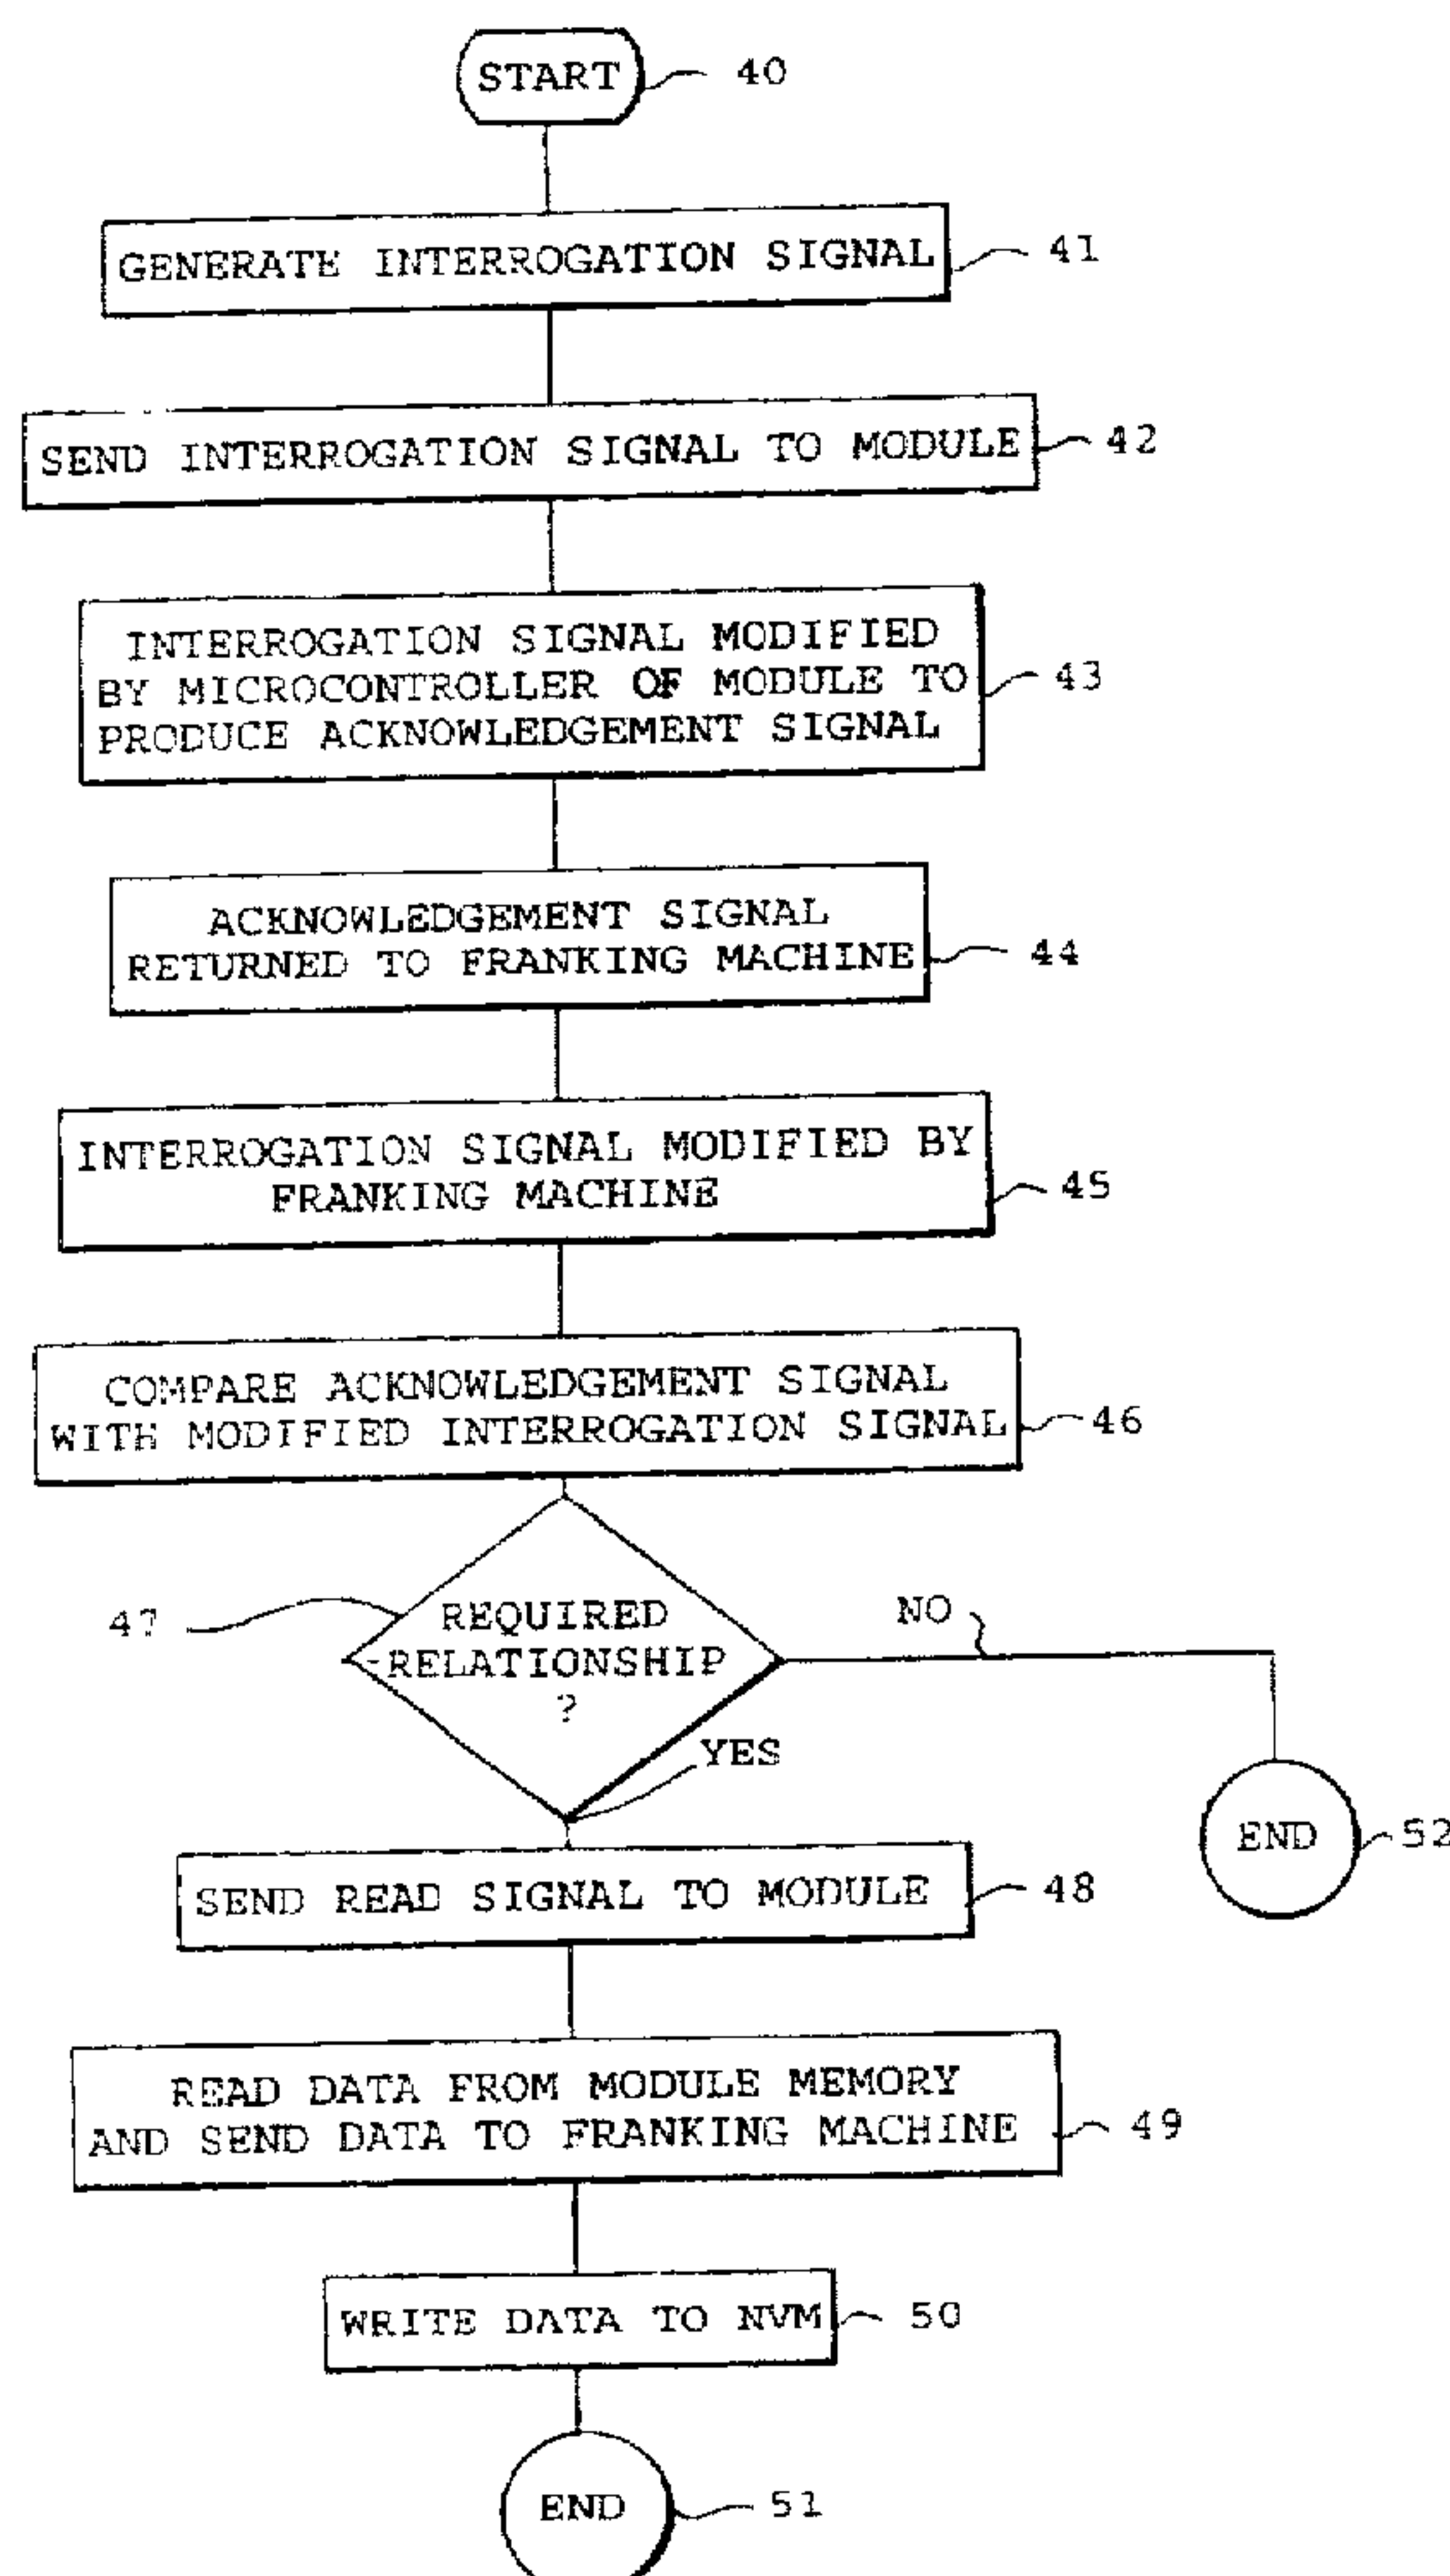 START
40
GENERATE INTERROGATION SIGNAL
41
SEND INTERROGATION SIGNAL TO MODULE
42
INTERROGATION SIGNAL MODIFIED
BY MICROCONTROLLER OF MODULE TO
PRODUCE ACKNOWLEDGEMENT SIGNAL
43
ACKNOWLEDGEMENT SIGNAL
RETURNED TO FRANKING MACHINE
44
INTERROGATION SIGNAL MODIFIED BY
FRANKING MACHINE
45
COMPARE ACKNOWLEDGEMENT SIGNAL
WITH MODIFIED INTERROGATION SIGNAL
46
47
REQUIRED
RELATIONSHIP
?
NO
YES
END
52
SEND READ SIGNAL TO MODULE
48
READ DATA FROM MODULE MEMORY
AND SEND DATA TO FRANKING MACHINE
49
WRITE DATA TO NVM
50
END
51